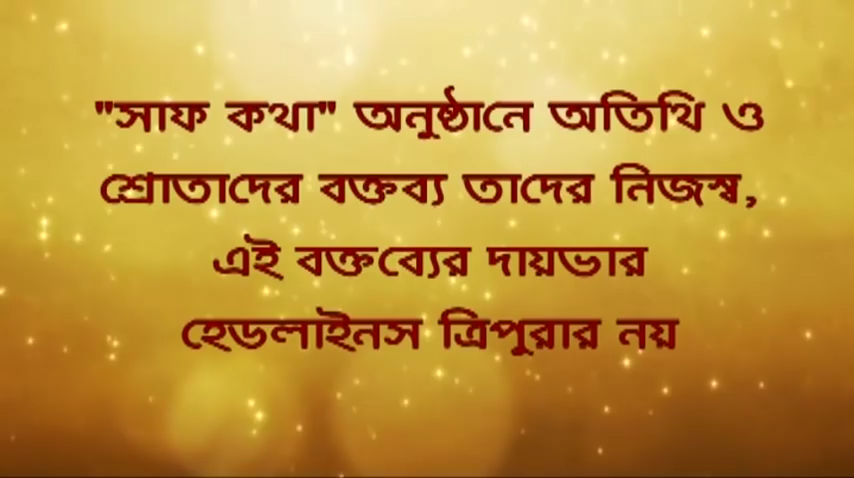 "সাফ কথা" অনুষ্ঠানে অতিথি ও
শ্রোতাদের বক্তব্য তাদের নিজস্ব,
এই বক্তব্যের দায়ভার
হেডলাইনস ত্রিপুরার নয়